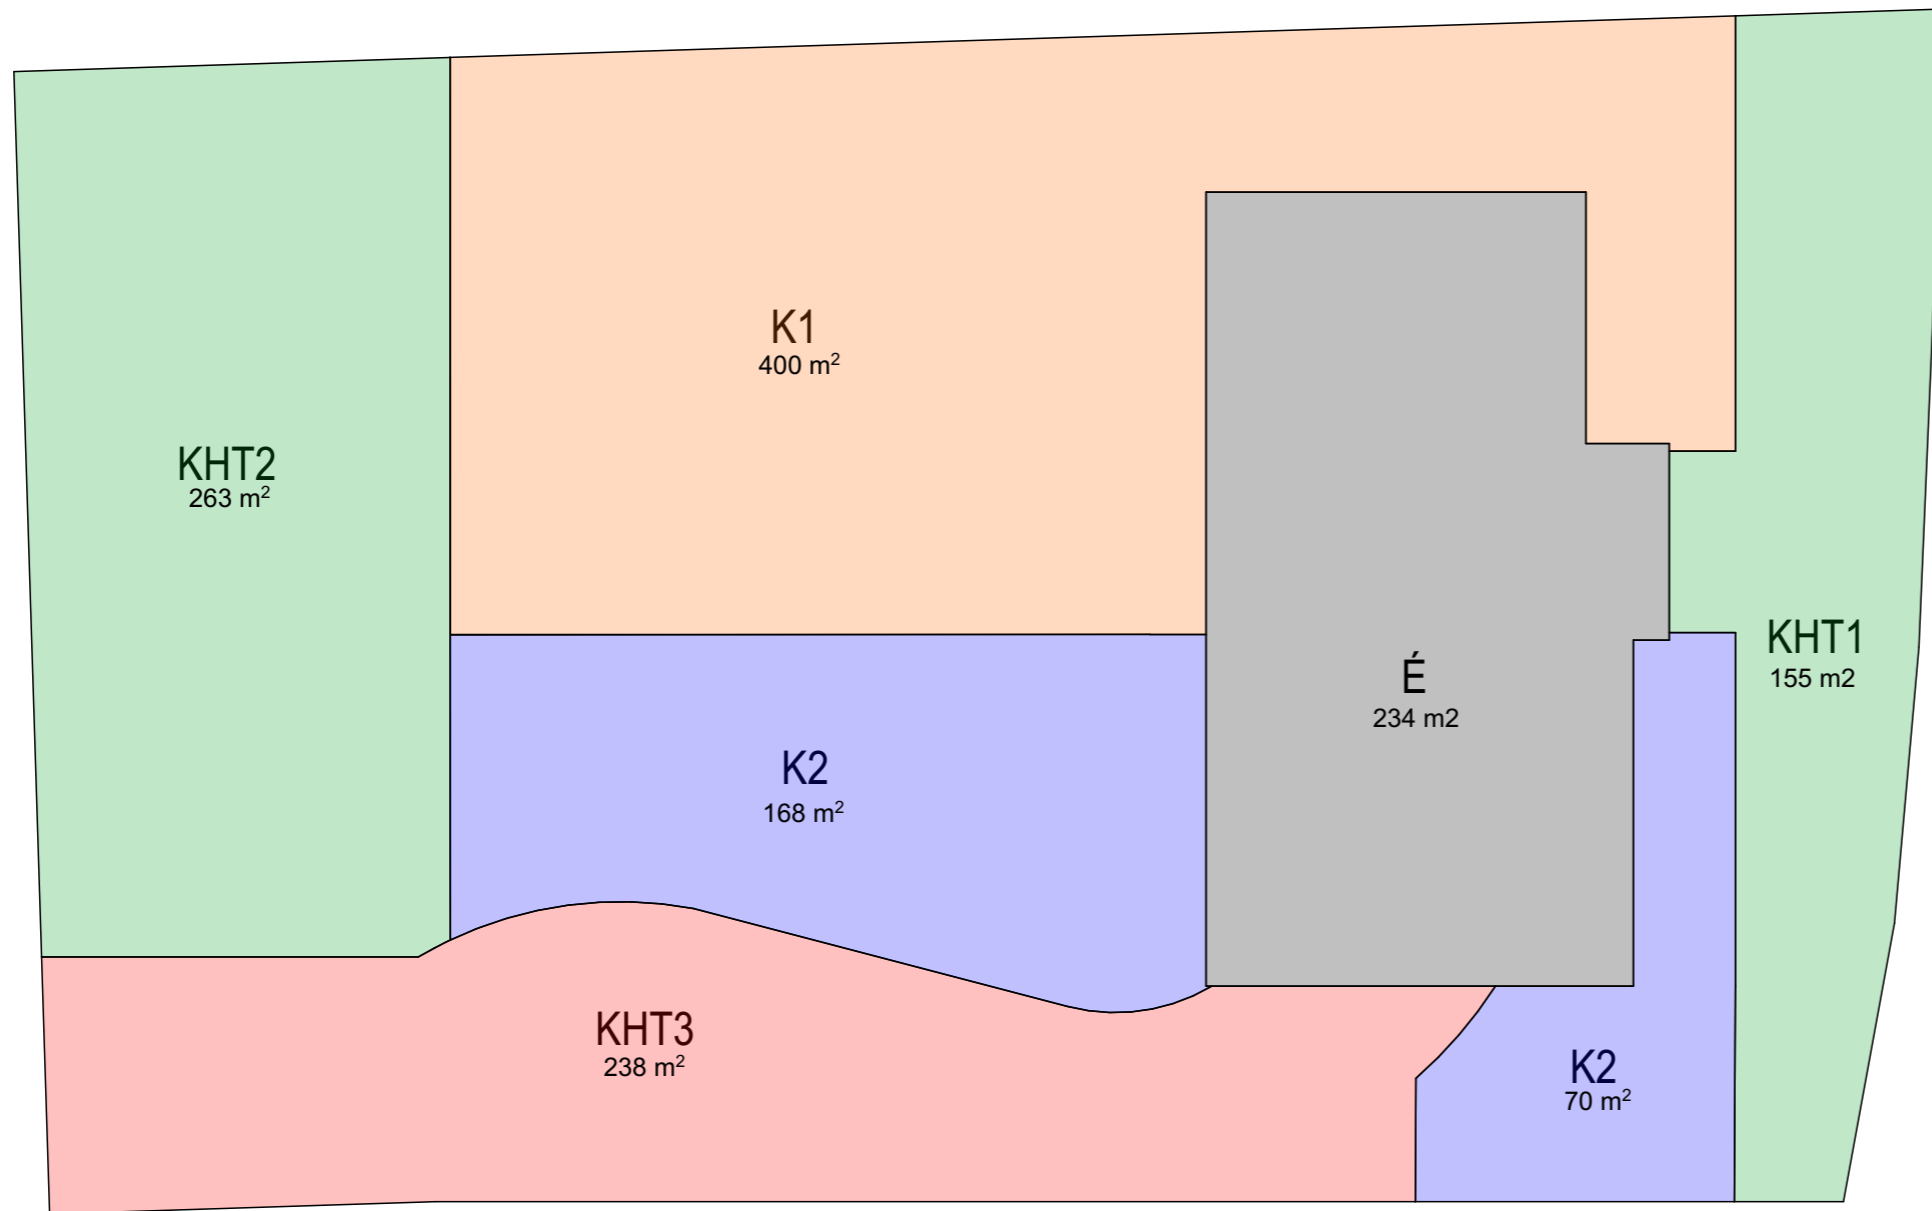 K1
400 m²
KHT2
263 m²
KHT1
155 m2
É
234 m2
K2
168 m²
KHT3
238 m²
K2
70 m²